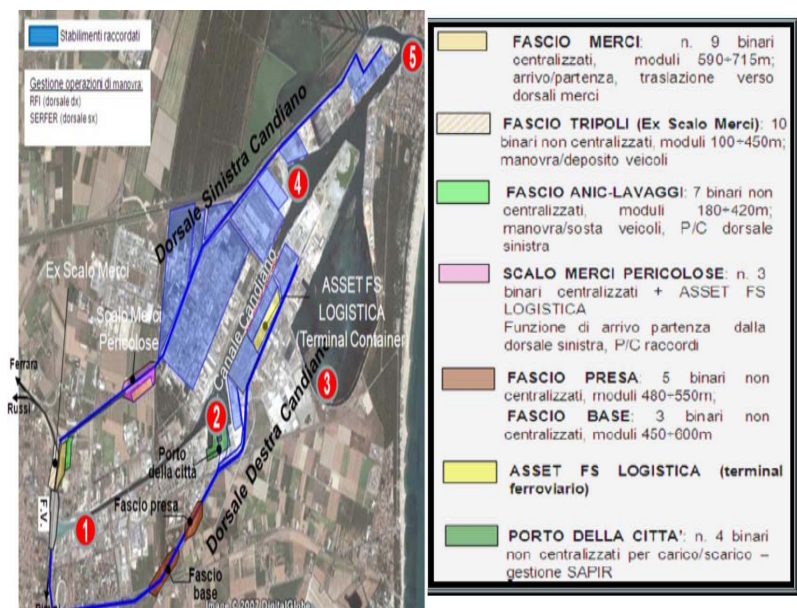 Stabilimenti raccordati
Gestione operazioni di manovra:
RFI (dorsale dx)
SERFER (dorsale sx)
5
Dorsale Sinistra Candiano
4
Ex Scalo Merci
Scalo Merci
Pericolose
Canale Candiano
ASSET FS
LOGISTICA
(Terminal Container
3
Ferrara
Russi
2
Porto
della città
Dorsale Destra Candiano
F.V.
1
Fascio presa
Fascio
base
Image © 2007 DigitalGlobe
FASCIO MERCI: n. 9 binari
centralizzati, moduli 590÷715m;
arrivo/partenza, traslazione verso
dorsali merci
FASCIO TRIPOLI (Ex Scalo Merci): 10
binari non centralizzati, moduli 100÷450m;
manovra/deposito veicoli
FASCIO ANIC-LAVAGGI: 7 binari non
centralizzati, moduli 180÷420m;
manovra/sosta veicoli, P/C dorsale
sinistra
SCALO MERCI PERICOLOSE: n. 3
binari centralizzati + ASSET FS
LOGISTICA
Funzione di arrivo partenza dalla
dorsale sinistra, P/C raccordi
FASCIO PRESA: 5 binari non
centralizzati, moduli 480÷550m;
FASCIO BASE: 3 binari non
centralizzati, moduli 450÷600m
ASSET FS LOGISTICA (terminal
ferroviario)
PORTO DELLA CITTA': n. 4 binari
non centralizzati per carico/scarico –
gestione SAPIR